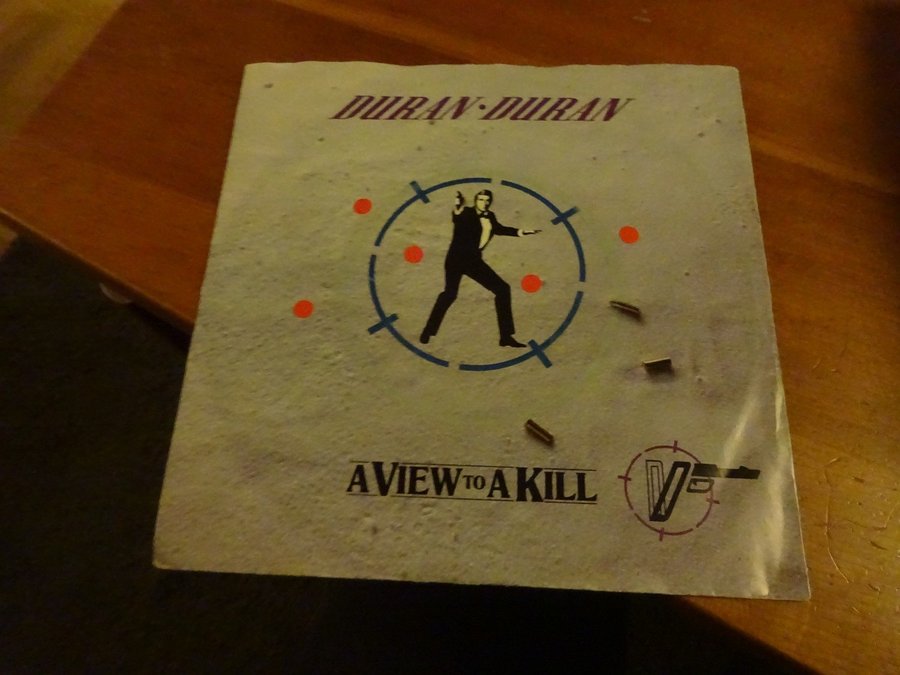 DURAN·DURAN
A VIEW TO A KILL